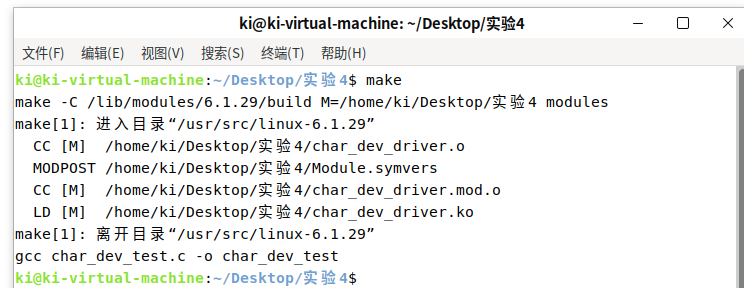 ki@ki-virtual-machine: ~/Desktop/实验4
文件(F) 编辑(E) 视图(V) 搜索(S) 终端(T) 帮助(H)
ki@ki-virtual-machine:~/Desktop/实验4$ make
make -C /lib/modules/6.1.29/build M=/home/ki/Desktop/实验4 modules
make[1]: 进入目录“/usr/src/linux-6.1.29”
  CC [M]  /home/ki/Desktop/实验4/char_dev_driver.o
  MODPOST /home/ki/Desktop/实验4/Module.symvers
  CC [M]  /home/ki/Desktop/实验4/char_dev_driver.mod.o
  LD [M]  /home/ki/Desktop/实验4/char_dev_driver.ko
make[1]: 离开目录“/usr/src/linux-6.1.29”
gcc char_dev_test.c -o char_dev_test
ki@ki-virtual-machine:~/Desktop/实验4$